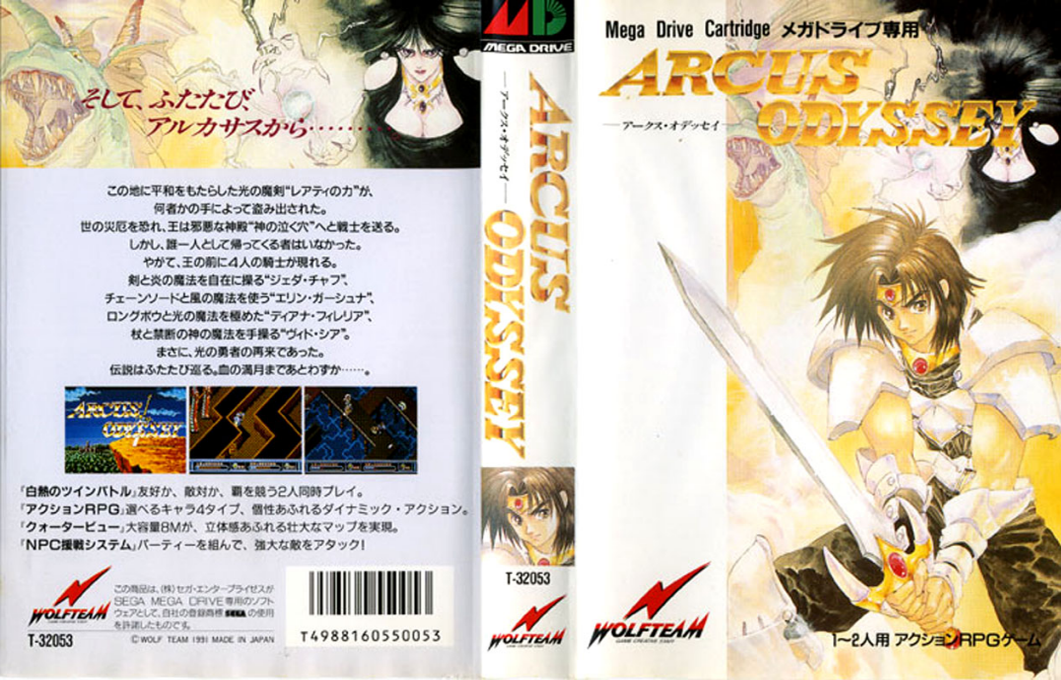 そして、ふたたび、
アルカサスから………
この地に平和をもたらした光の魔剣“レアティの力”が、
何者かの手によって盗み出された。
世の災厄を恐れ、王は邪悪な神殿“神の泣く穴”へと戦士を送る。
しかし、誰一人として帰ってくる者はいなかった。
やがて、王の前に4人の騎士が現れる。
剣と炎の魔法を自在に操る“ジェダ・チャフ”、
チェーンソードと風の魔法を使う“エリン・ガーシュナ”、
ロングボウと光の魔法を極めた“ディアナ・フィレリア”、
杖と禁断の神の魔法を手操る“ヴィド・シア”。
まさに、光の勇者の再来であった。
伝説はふたたび巡る。血の満月まであとわずか……。
ARCUS
ODYSSEY
『白熱のツインバトル』友好か、敵対か、覇を競う2人同時プレイ。
『アクションRPG』選べるキャラ4タイプ、個性あふれるダイナミック・アクション。
『クォータービュー』大容量8Mが、立体感あふれる壮大なマップを実現。
『NPC援戦システム』パーティーを組んで、強大な敵をアタック!
WOLFTEAM
GAME CREATIVE STAFF
T-32053
この商品は、(株)セガ・エンタープライゼスが
SEGA MEGA DRIVE専用のソフト
ウェアとして、自社の登録商標SEGAの使用
を許諾したものです。
©WOLF TEAM 1991 MADE IN JAPAN
T4988160550053
MD
MEGA DRIVE
アークス・オデッセイ
ARCUS ODYSSEY
T-32053
WOLFTEAM
GAME CREATIVE STAFF
Mega Drive Cartridge メガドライブ専用
ARCUS
アークス・オデッセイ
ODYSSEY
WOLFTEAM
GAME CREATIVE STAFF
1〜2人用 アクションRPGゲーム